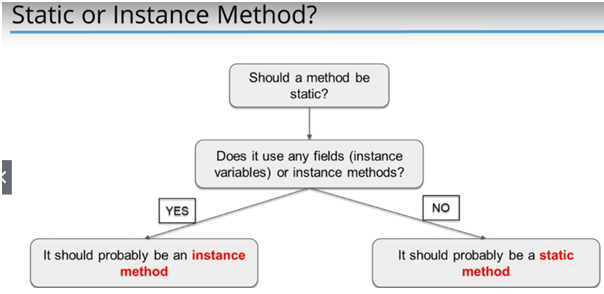 Static or Instance Method?
Should a method be
static?
Does it use any fields (instance
variables) or instance methods?
YES
NO
It should probably be an instance
method
It should probably be a static
method